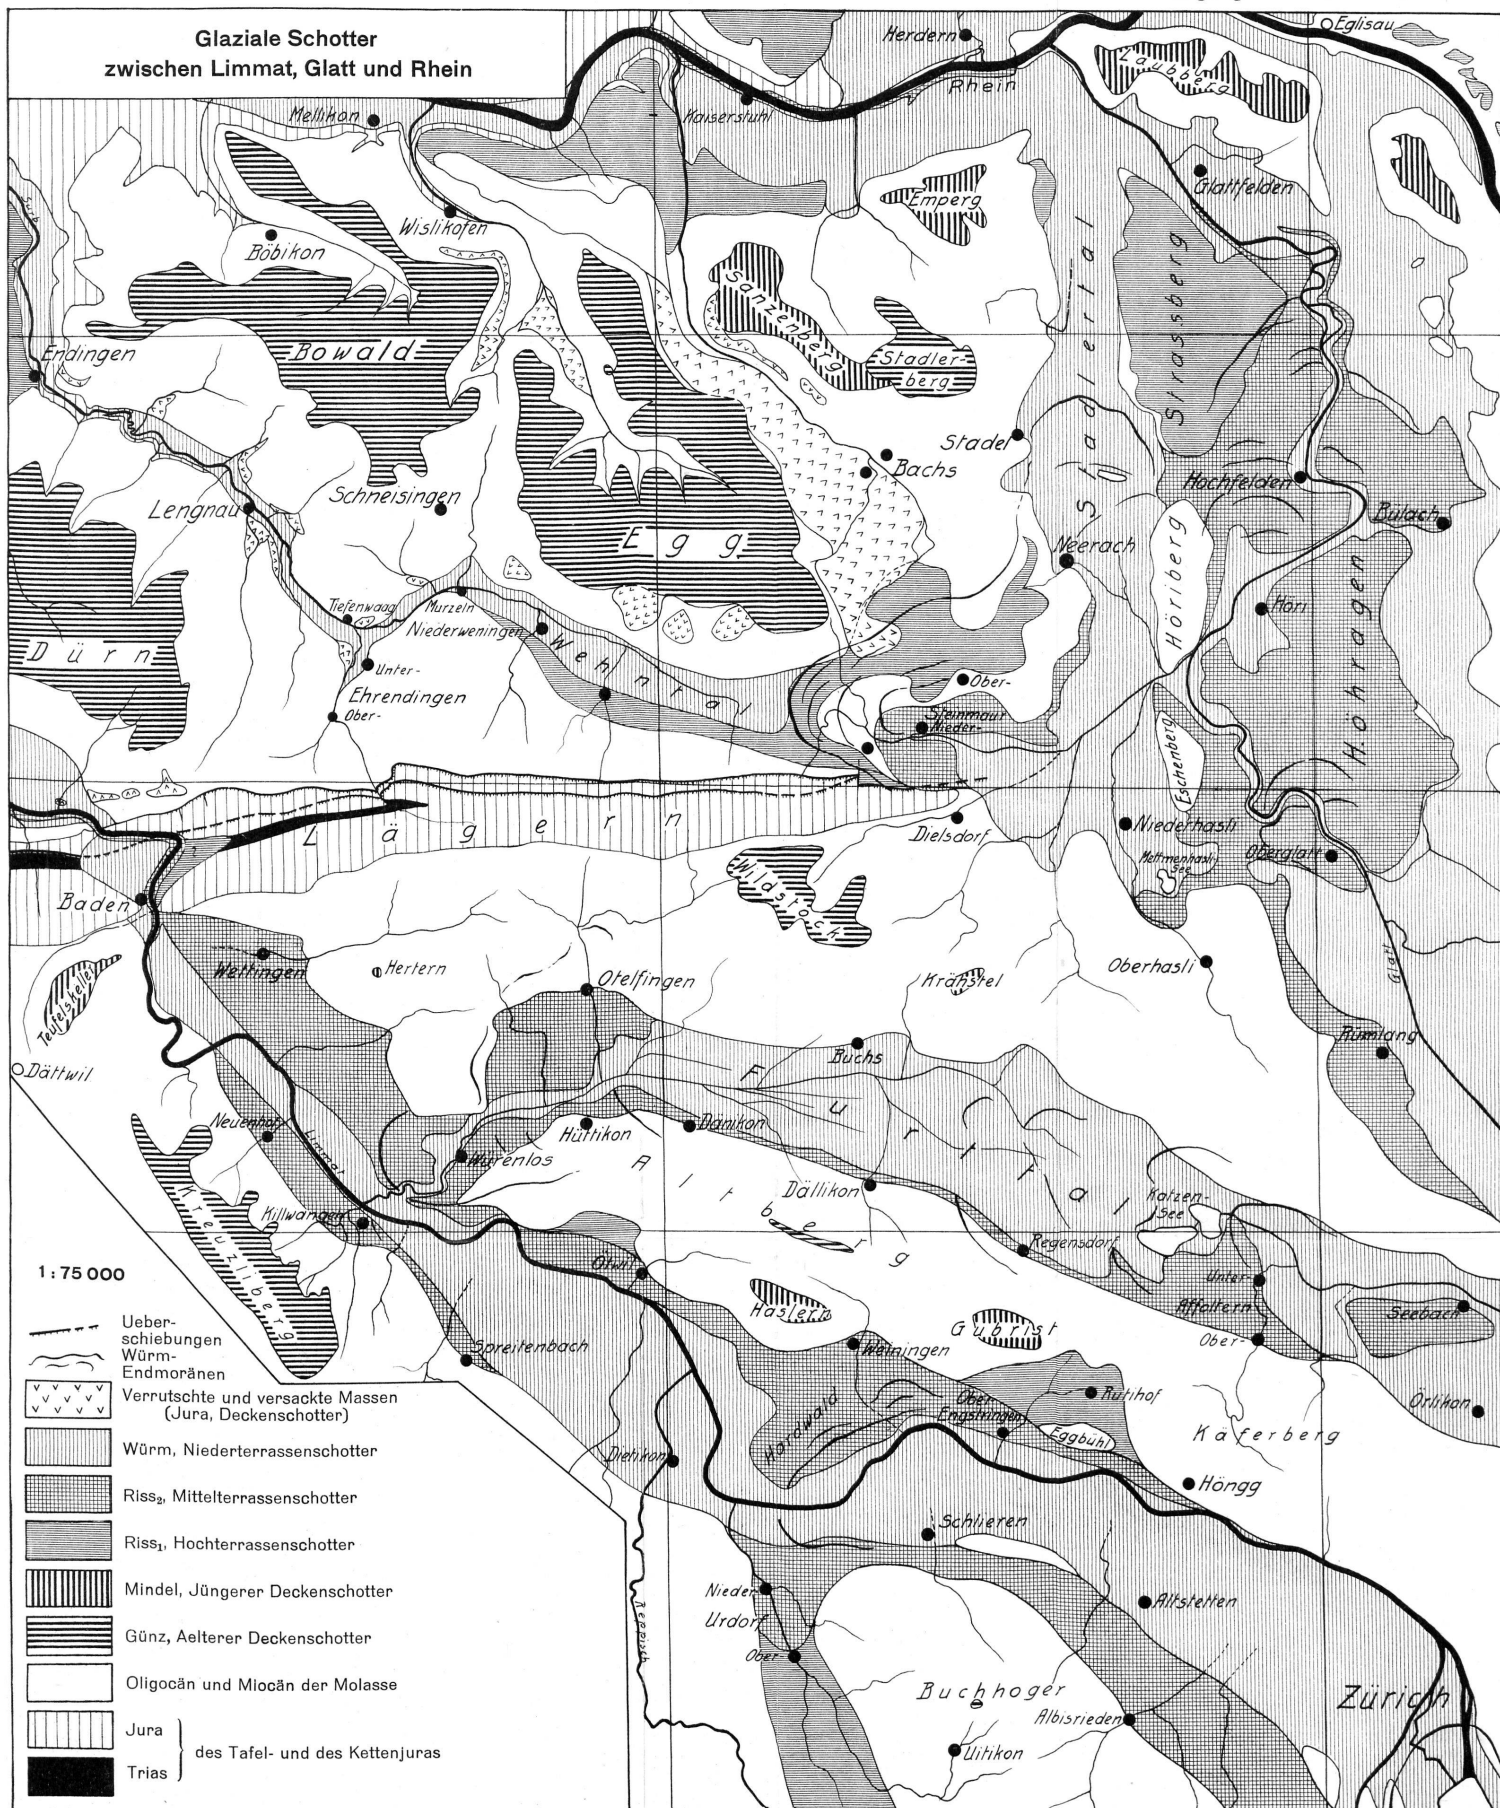 Glaziale Schotter
zwischen Limmat, Glatt und Rhein
Herdern
Eglisau
Laubberg
Rhein
Mellikon
Kaiserstuhl
Glattfelden
Surb
Wislikofen
Emperg
Böbikon
Sanzenberg
Stadlerberg
Stadlertal
Strassberg
Endingen
Bowald
Stadel
Bachs
Hochfelden
Bülach
Lengnau
Schneisingen
Egg
Neerach
Höriberg
Höri
Höhragen
Tiefenwaag
Murzeln
Niederweningen
Wehntal
Dürn
Unter-
Ehrendingen
Ober-
Ober-
Steinmaur
Nieder-
Eschenberg
Lägern
Dielsdorf
Niederhasli
Mettmenhasli
See
Oberglatt
Baden
Wildsrock
Wettingen
Hertern
Otelfingen
Krähstel
Oberhasli
Glatt
Teufelskeller
Dättwil
Buchs
Rümlang
Furttal
Neuenhof
Limmat
Hüttikon
Dänikon
Würenlos
Altberg
Dällikon
Katzen-
See
Killwangen
Kreuzliberg
Regensdorf
Ötwil
Unter-
Affoltern
Ober-
Seebach
Haslern
Gubrist
Spreitenbach
Weiningen
Hardwald
Ober-
Engstringen
Rütihof
Eggbühl
Örlikon
Käferberg
Dietikon
Höngg
Schlieren
Nieder-
Urdorf
Ober-
Altstetten
Reppisch
Buchhoger
Albisrieden
Uitikon
Zürich
1:75 000
Ueber-
schiebungen
Würm-
Endmoränen
Verrutschte und versackte Massen
(Jura, Deckenschotter)
Würm, Niederterrassenschotter
Riss₂, Mittelterrassenschotter
Riss₁, Hochterrassenschotter
Mindel, Jüngerer Deckenschotter
Günz, Aelterer Deckenschotter
Oligocän und Miocän der Molasse
Jura
des Tafel- und des Kettenjuras
Trias